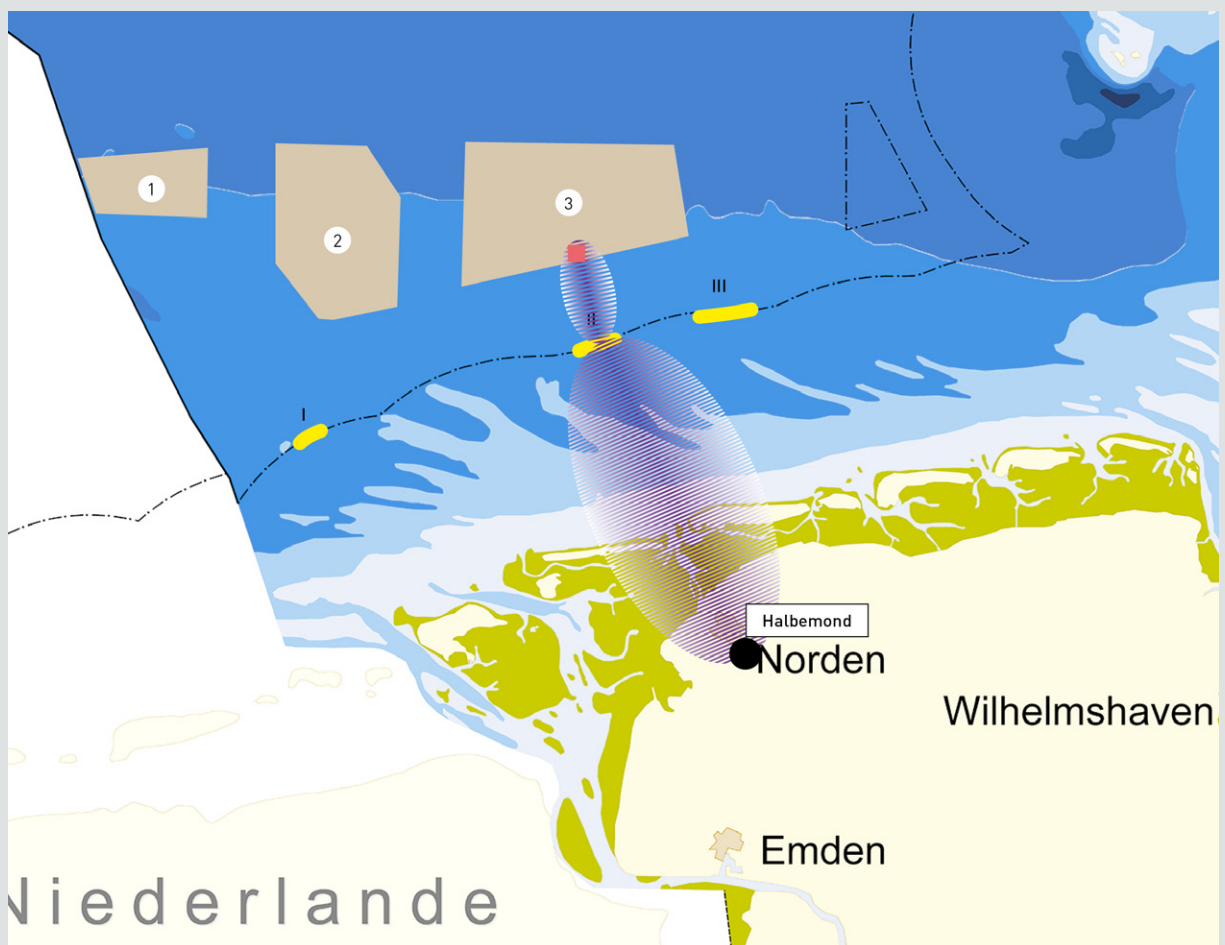 1
2
3
III
II
I
Halbemond
Norden
Wilhelmshaven
Emden
Niederlande